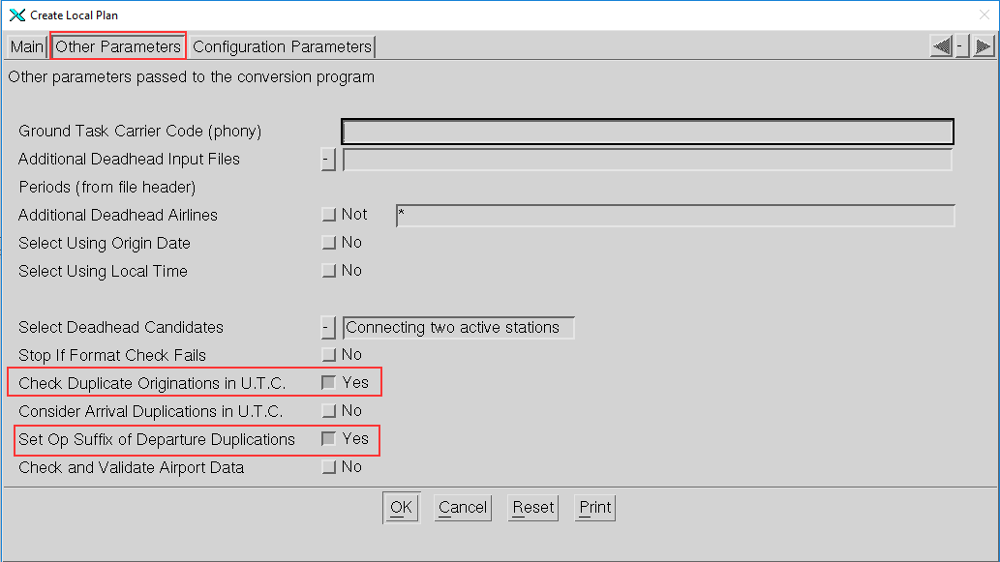 Create Local Plan
Main Other Parameters Configuration Parameters -
Other parameters passed to the conversion program
Ground Task Carrier Code (phony)
Additional Deadhead Input Files -
Periods (from file header)
Additional Deadhead Airlines Not *
Select Using Origin Date No
Select Using Local Time No
Select Deadhead Candidates - Connecting two active stations
Stop If Format Check Fails No
Check Duplicate Originations in U.T.C. Yes
Consider Arrival Duplications in U.T.C. No
Set Op Suffix of Departure Duplications Yes
Check and Validate Airport Data No
OK Cancel Reset Print